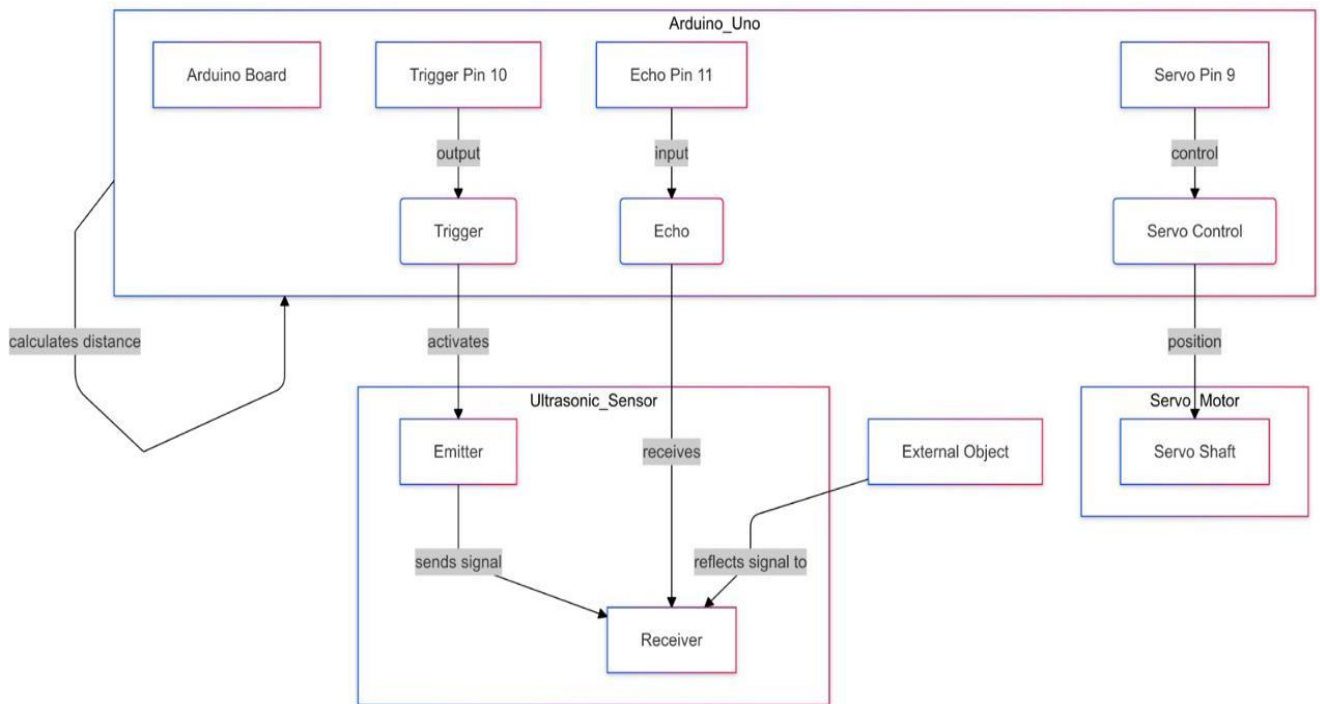 Arduino_Uno
Arduino Board
Trigger Pin 10
Echo Pin 11
Servo Pin 9
output
input
control
Trigger
Echo
Servo Control
calculates distance
activates
position
Ultrasonic_Sensor
Servo_Motor
Emitter
receives
External Object
Servo Shaft
sends signal
reflects signal to
Receiver